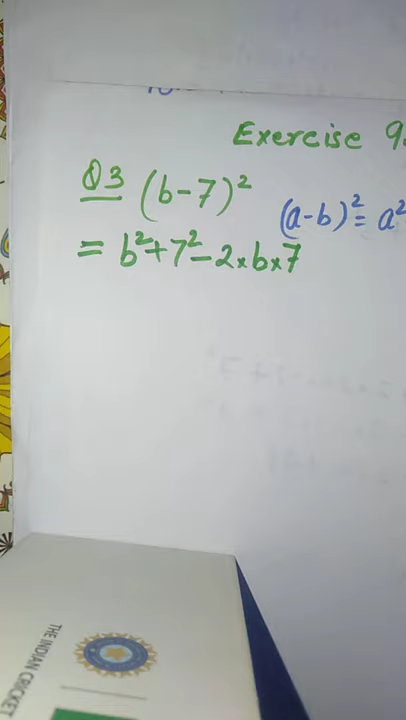 Exercise 9.
Q3 (b-7)²
(a-b)² = a²
= b²+7²-2×b×7
THE INDIAN CRICKET